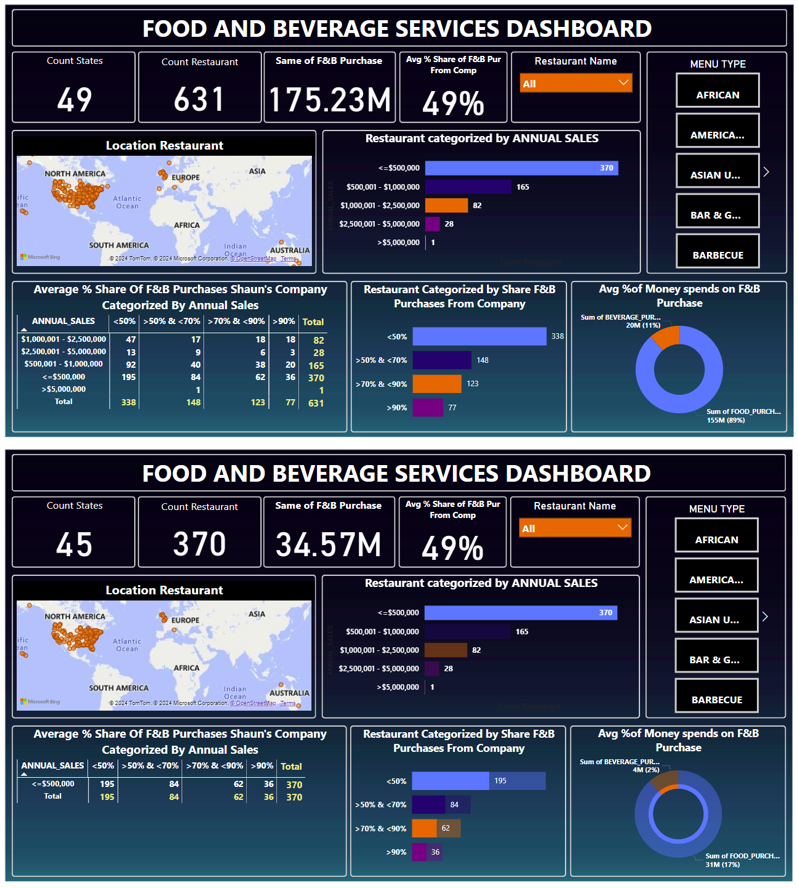 FOOD AND BEVERAGE SERVICES DASHBOARD
Count States
49
Count Restaurant
631
Same of F&B Purchase
175.23M
Avg % Share of F&B Pur
From Comp
49%
Restaurant Name
All
MENU TYPE
AFRICAN
AMERICA...
ASIAN U...
BAR & G...
BARBECUE
Location Restaurant
NORTH AMERICA
EUROPE
ASIA
Atlantic
Ocean
AFRICA
SOUTH AMERICA
Indian
Ocean
AUSTRALIA
Microsoft Bing
© 2024 TomTom, © 2024 Microsoft Corporation, © OpenStreetMap Terms
Restaurant categorized by ANNUAL SALES
<=$500,000 370
$500,001 - $1,000,000 165
$1,000,001 - $2,500,000 82
$2,500,001 - $5,000,000 28
>$5,000,000 1
Average % Share Of F&B Purchases Shaun's Company
Categorized By Annual Sales
ANNUAL_SALES <50% >50% & <70% >70% & <90% >90% Total
$1,000,001 - $2,500,000 47 17 18 18 82
$2,500,001 - $5,000,000 13 9 6 3 28
$500,001 - $1,000,000 92 40 38 20 165
<=$500,000 195 84 62 36 370
>$5,000,000 1 1
Total 338 148 123 77 631
Restaurant Categorized by Share F&B
Purchases From Company
<50% 338
>50% & <70% 148
>70% & <90% 123
>90% 77
Avg %of Money spends on F&B
Purchase
Sum of BEVERAGE_PUR...
20M (11%)
Sum of FOOD_PURCH...
155M (89%)
FOOD AND BEVERAGE SERVICES DASHBOARD
Count States
45
Count Restaurant
370
Same of F&B Purchase
34.57M
Avg % Share of F&B Pur
From Comp
49%
Restaurant Name
All
MENU TYPE
AFRICAN
AMERICA...
ASIAN U...
BAR & G...
BARBECUE
Location Restaurant
NORTH AMERICA
EUROPE
ASIA
Atlantic
Ocean
AFRICA
SOUTH AMERICA
Indian
Ocean
AUSTRALIA
Microsoft Bing
© 2024 TomTom, © 2024 Microsoft Corporation, © OpenStreetMap Terms
Restaurant categorized by ANNUAL SALES
<=$500,000 370
$500,001 - $1,000,000 165
$1,000,001 - $2,500,000 82
$2,500,001 - $5,000,000 28
>$5,000,000 1
Average % Share Of F&B Purchases Shaun's Company
Categorized By Annual Sales
ANNUAL_SALES <50% >50% & <70% >70% & <90% >90% Total
<=$500,000 195 84 62 36 370
Total 195 84 62 36 370
Restaurant Categorized by Share F&B
Purchases From Company
<50% 195
>50% & <70% 84
>70% & <90% 62
>90% 36
Avg %of Money spends on F&B
Purchase
Sum of BEVERAGE_PUR...
4M (2%)
Sum of FOOD_PURCH...
31M (17%)